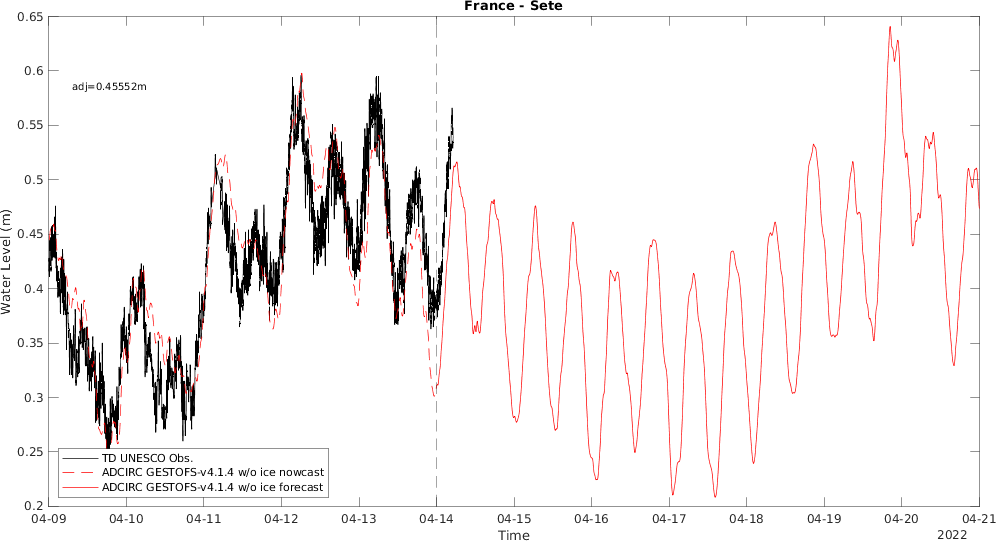 France - Sete
0.65
0.6
0.55
0.5
0.45
0.4
0.35
0.3
0.25
0.2
Water Level (m)
adj=0.45552m
TD UNESCO Obs.
ADCIRC GESTOFS-v4.1.4 w/o ice nowcast
ADCIRC GESTOFS-v4.1.4 w/o ice forecast
04-09 04-10 04-11 04-12 04-13 04-14 04-15 04-16 04-17 04-18 04-19 04-20 04-21
Time
2022